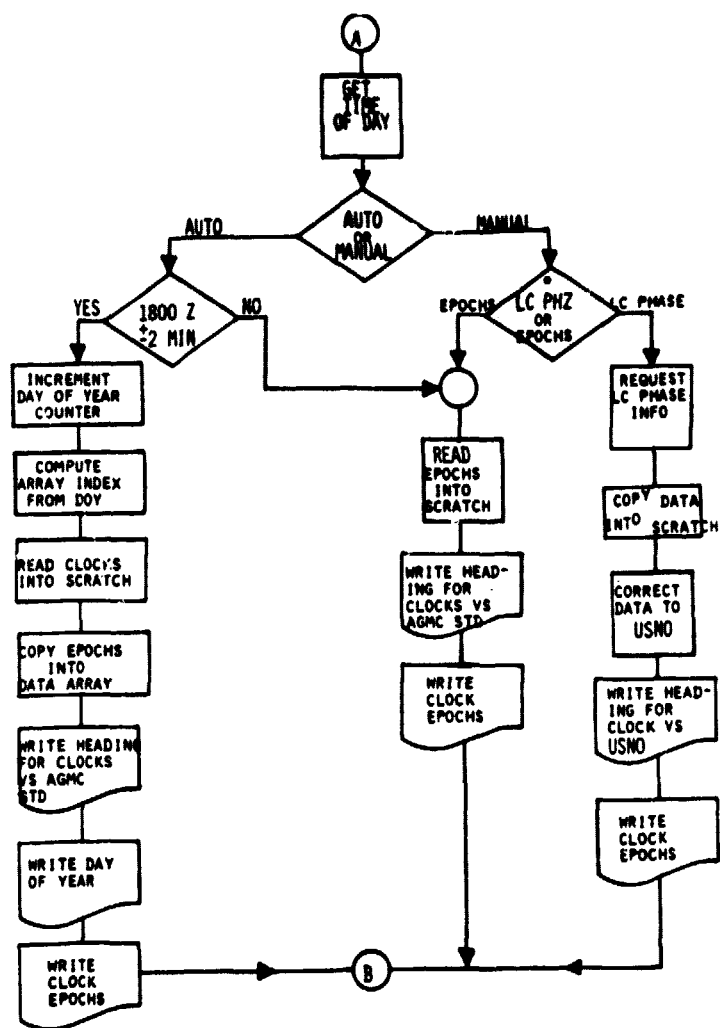 A
GET
TIME
OF DAY
AUTO
OR
MANUAL
AUTO
MANUAL
1800 Z
±2 MIN
YES
NO
*
LC PHZ
OR
EPOCHS
EPOCHS
LC PHASE
INCREMENT
DAY OF YEAR
COUNTER
COMPUTE
ARRAY INDEX
FROM DOY
READ CLOCKS
INTO SCRATCH
COPY EPOCHS
INTO
DATA ARRAY
WRITE HEADING
FOR CLOCKS
VS AGMC
STD
WRITE DAY
OF YEAR
WRITE
CLOCK
EPOCHS
READ
EPOCHS
INTO
SCRATCH
WRITE HEAD-
ING FOR
CLOCKS VS
AGMC STD
WRITE
CLOCK
EPOCHS
REQUEST
LC PHASE
INFO
COPY DATA
INTO SCRATCH
CORRECT
DATA TO
USNO
WRITE HEAD-
ING FOR
CLOCK VS
USNO
WRITE
CLOCK
EPOCHS
B